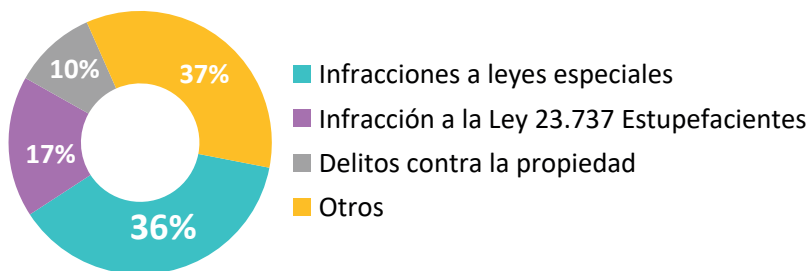 10%
37%
17%
36%
Infracciones a leyes especiales
Infracción a la Ley 23.737 Estupefacientes
Delitos contra la propiedad
Otros